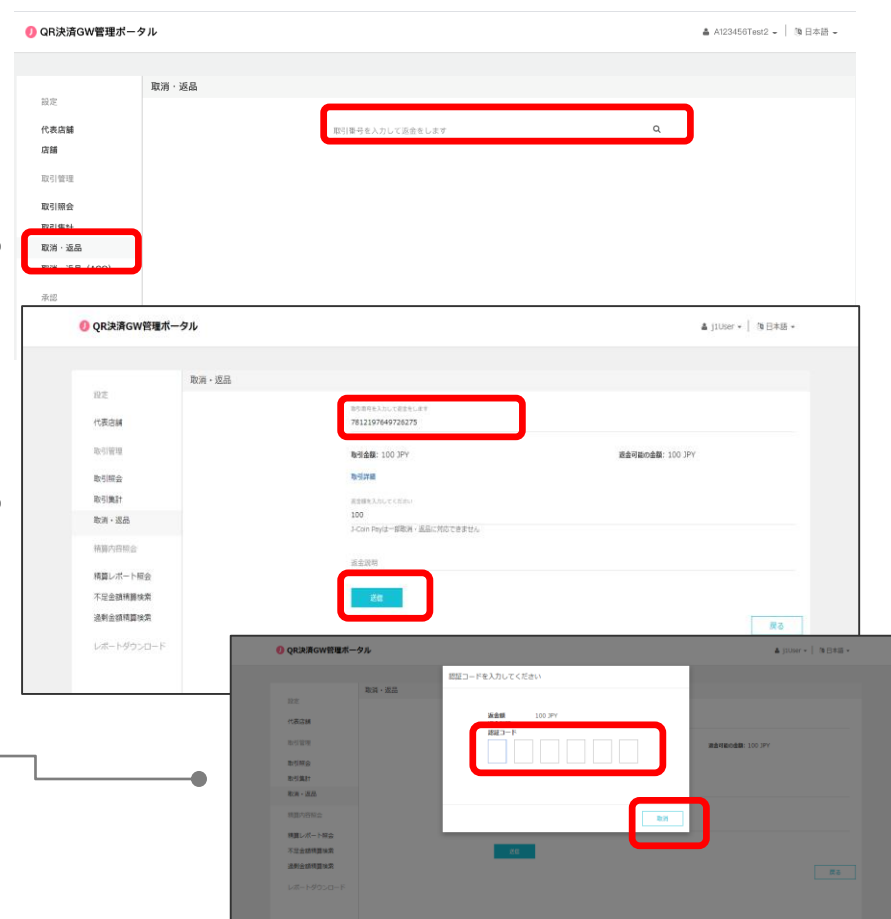 QR決済GW管理ポータル
A123456Test2
日本語
取消・返品
設定
代表店舗
店舗
取引管理
取引照会
取引集計
取消・返品
承認
取引番号を入力して返金をします
QR決済GW管理ポータル
j1User
日本語
取消・返品
設定
代表店舗
取引管理
取引照会
取引集計
取消・返品
精算内容照会
精算レポート照会
不足金額精算検索
過剰金額精算検索
レポートダウンロード
取引番号を入力して返金をします
7812197649726275
取引金額: 100 JPY
返金可能の金額: 100 JPY
取引詳細
返金額を入力してください
100
J-Coin Payは一部取消・返品に対応できません
返金説明
戻る
QR決済GW管理ポータル
j1User
日本語
取消・返品
設定
代表店舗
取引管理
取引照会
取引集計
取消・返品
精算内容照会
精算レポート照会
不足金額精算検索
過剰金額精算検索
レポートダウンロード
認証コードを入力してください
返金額 100 JPY
認証コード
取消
返金可能の金額: 100 JPY
戻る